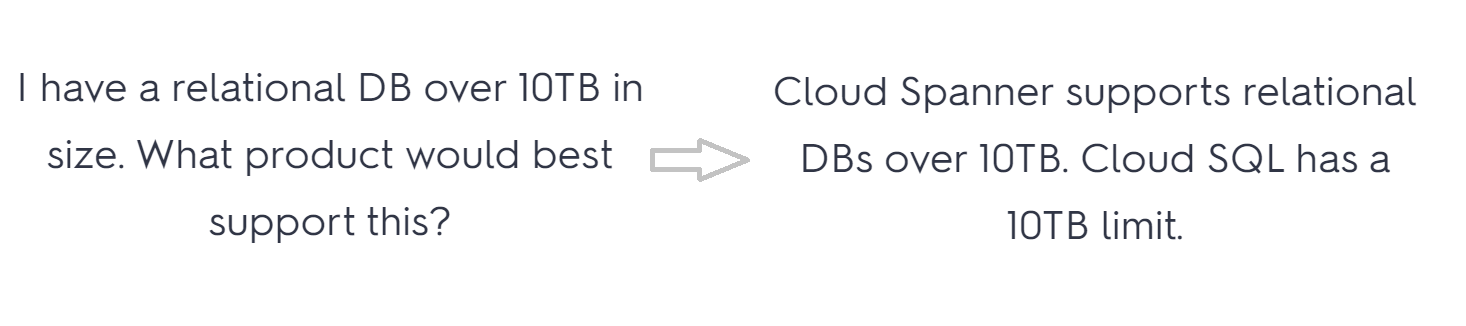 I have a relational DB over 10TB in
size. What product would best
support this?
Cloud Spanner supports relational
DBs over 10TB. Cloud SQL has a
10TB limit.